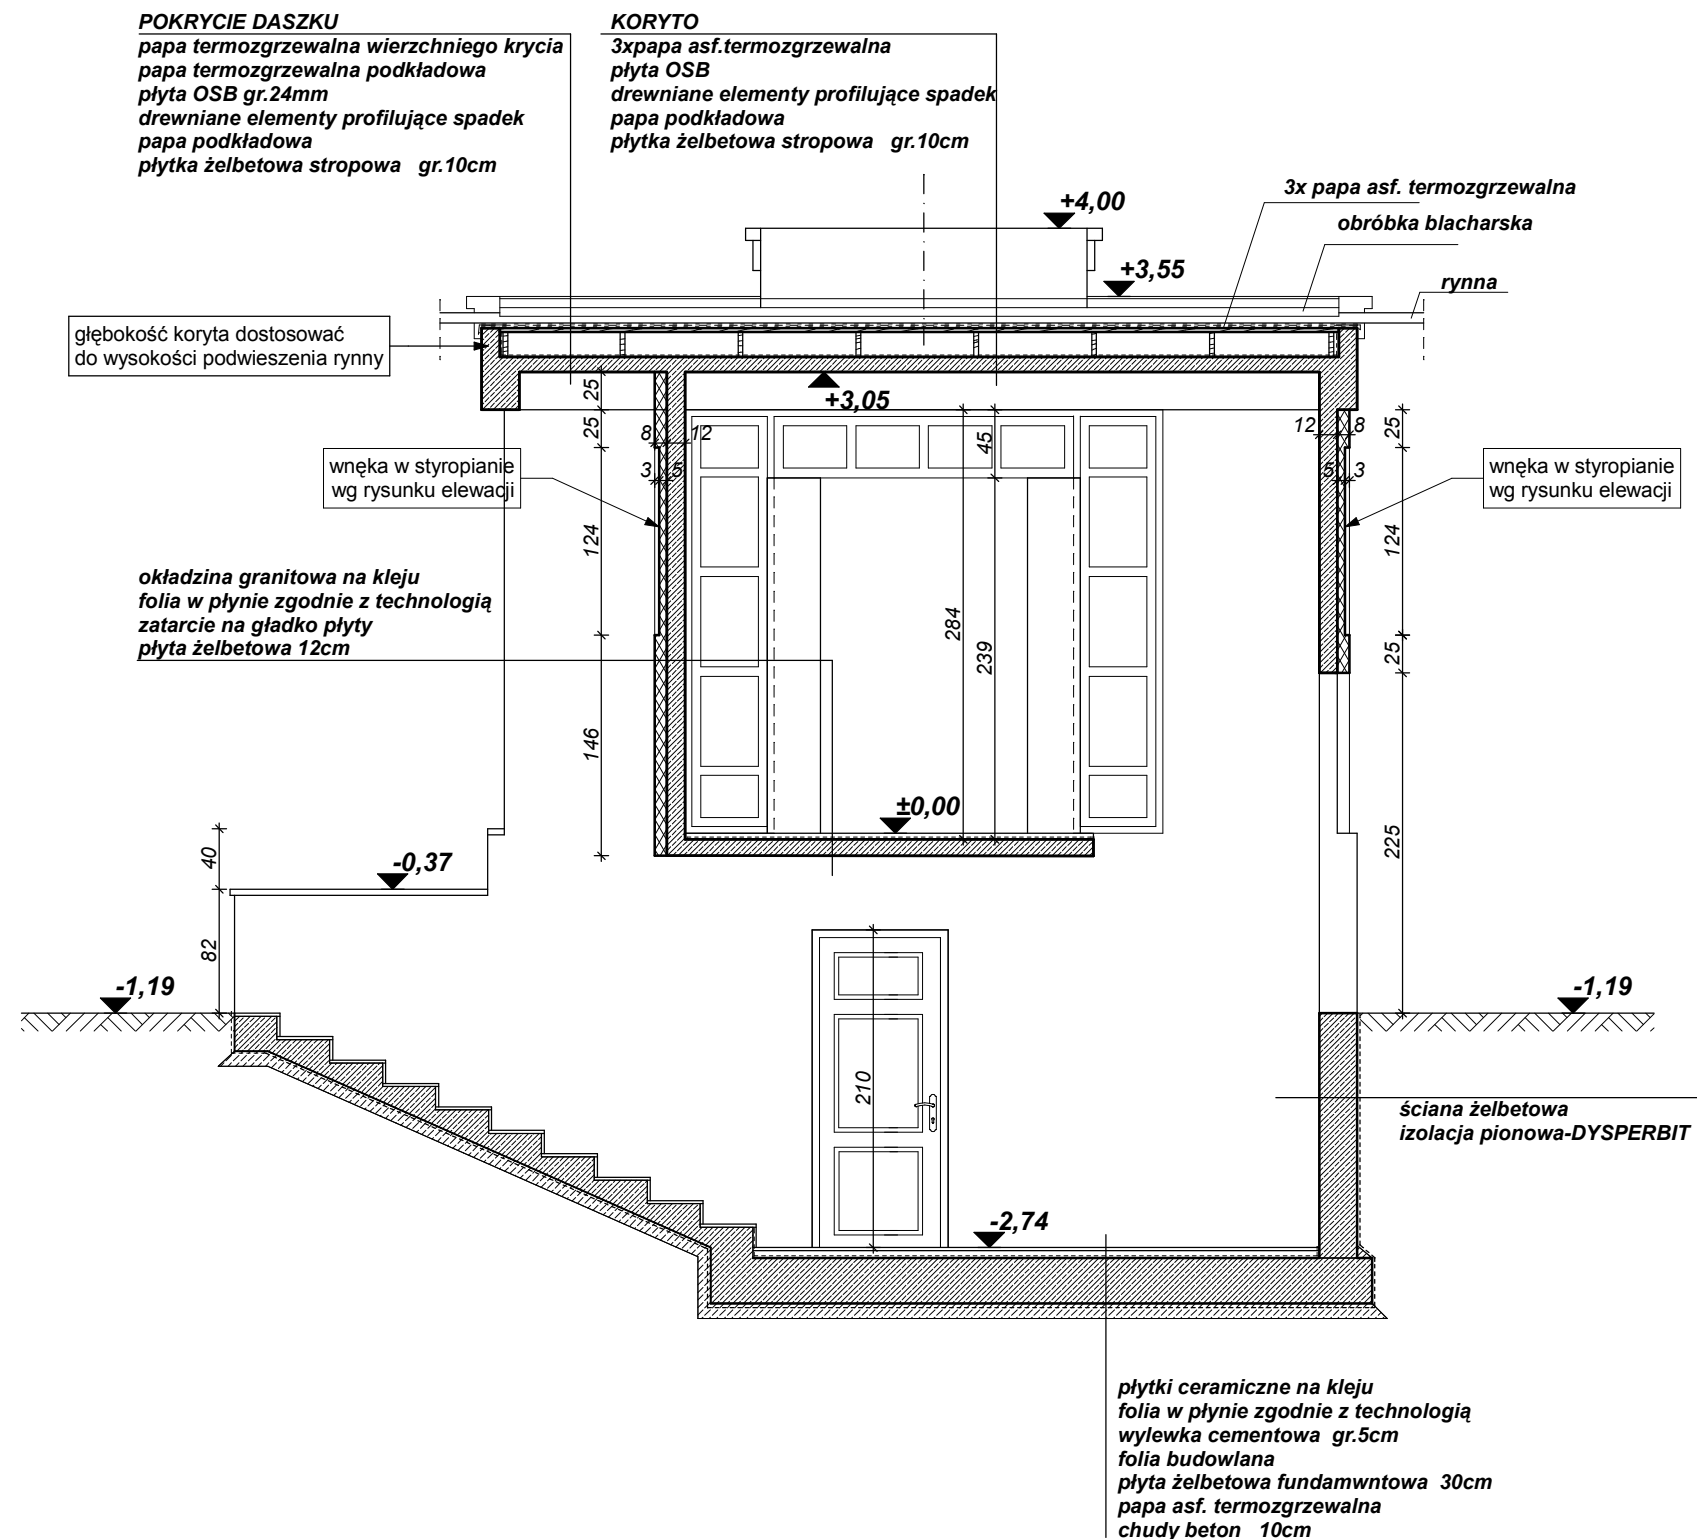 POKRYCIE DASZKU
papa termozgrzewalna wierzchniego krycia
papa termozgrzewalna podkładowa
płyta OSB gr.24mm
drewniane elementy profilujące spadek
papa podkładowa
płytka żelbetowa stropowa gr.10cm
KORYTO
3xpapa asf.termozgrzewalna
płyta OSB
drewniane elementy profilujące spadek
papa podkładowa
płytka żelbetowa stropowa gr.10cm
3x papa asf. termozgrzewalna
obróbka blacharska
rynna
+4,00
+3,55
głębokość koryta dostosować
do wysokości podwieszenia rynny
+3,05
25
25
8
12
3
5
124
146
45
284
239
12
8
5
3
25
124
25
225
wnęka w styropianie
wg rysunku elewacji
wnęka w styropianie
wg rysunku elewacji
okładzina granitowa na kleju
folia w płynie zgodnie z technologią
zatarcie na gładko płyty
płyta żelbetowa 12cm
±0,00
40
-0,37
82
-1,19
-1,19
210
ściana żelbetowa
izolacja pionowa-DYSPERBIT
-2,74
płytki ceramiczne na kleju
folia w płynie zgodnie z technologią
wylewka cementowa gr.5cm
folia budowlana
płyta żelbetowa fundamwntowa 30cm
papa asf. termozgrzewalna
chudy beton 10cm